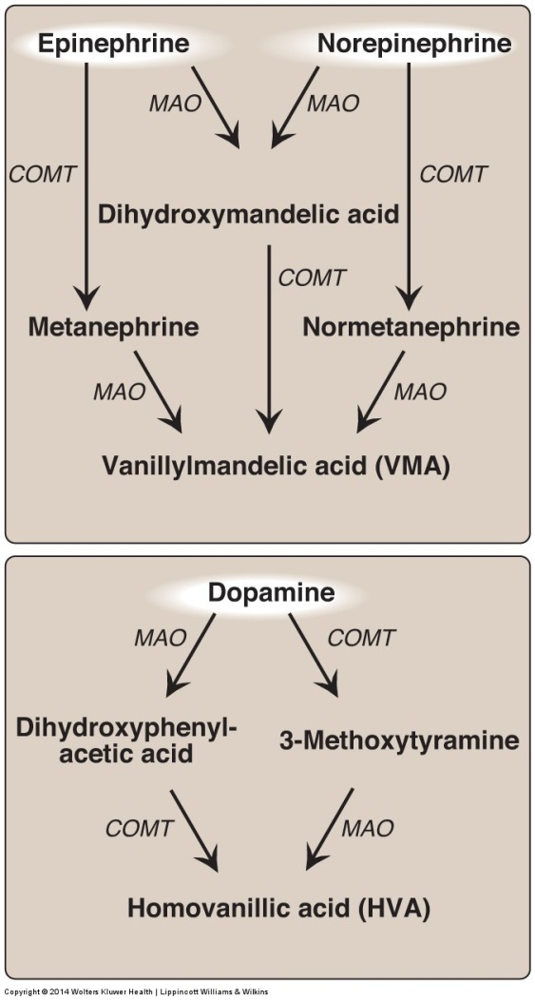 Epinephrine
Norepinephrine
MAO
MAO
COMT
COMT
Dihydroxymandelic acid
COMT
Metanephrine
Normetanephrine
MAO
MAO
Vanillylmandelic acid (VMA)
Dopamine
MAO
COMT
Dihydroxyphenyl-
acetic acid
3-Methoxytyramine
COMT
MAO
Homovanillic acid (HVA)
Copyright © 2014 Wolters Kluwer Health | Lippincott Williams & Wilkins